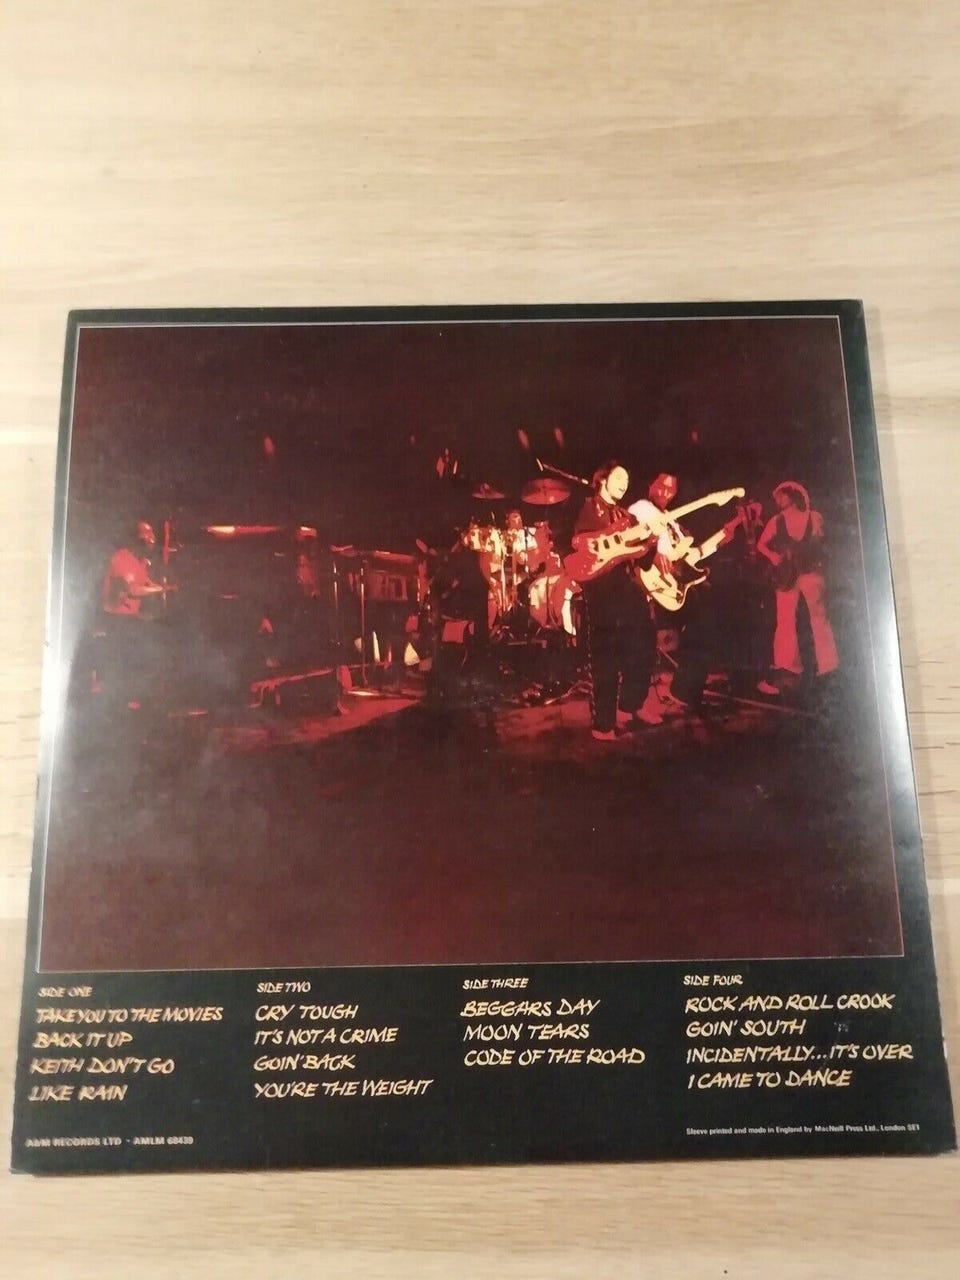 SIDE ONE
TAKE YOU TO THE MOVIES
BACK IT UP
KEITH DON'T GO
LIKE RAIN
SIDE TWO
CRY TOUGH
IT'S NOT A CRIME
GOIN' BACK
YOU'RE THE WEIGHT
SIDE THREE
BEGGARS DAY
MOON TEARS
CODE OF THE ROAD
SIDE FOUR
ROCK AND ROLL CROOK
GOIN' SOUTH
INCIDENTALLY...IT'S OVER
I CAME TO DANCE
A&M RECORDS LTD - AMLM 68439
Sleeve printed and made in England by MacNeill Press Ltd., London SE1